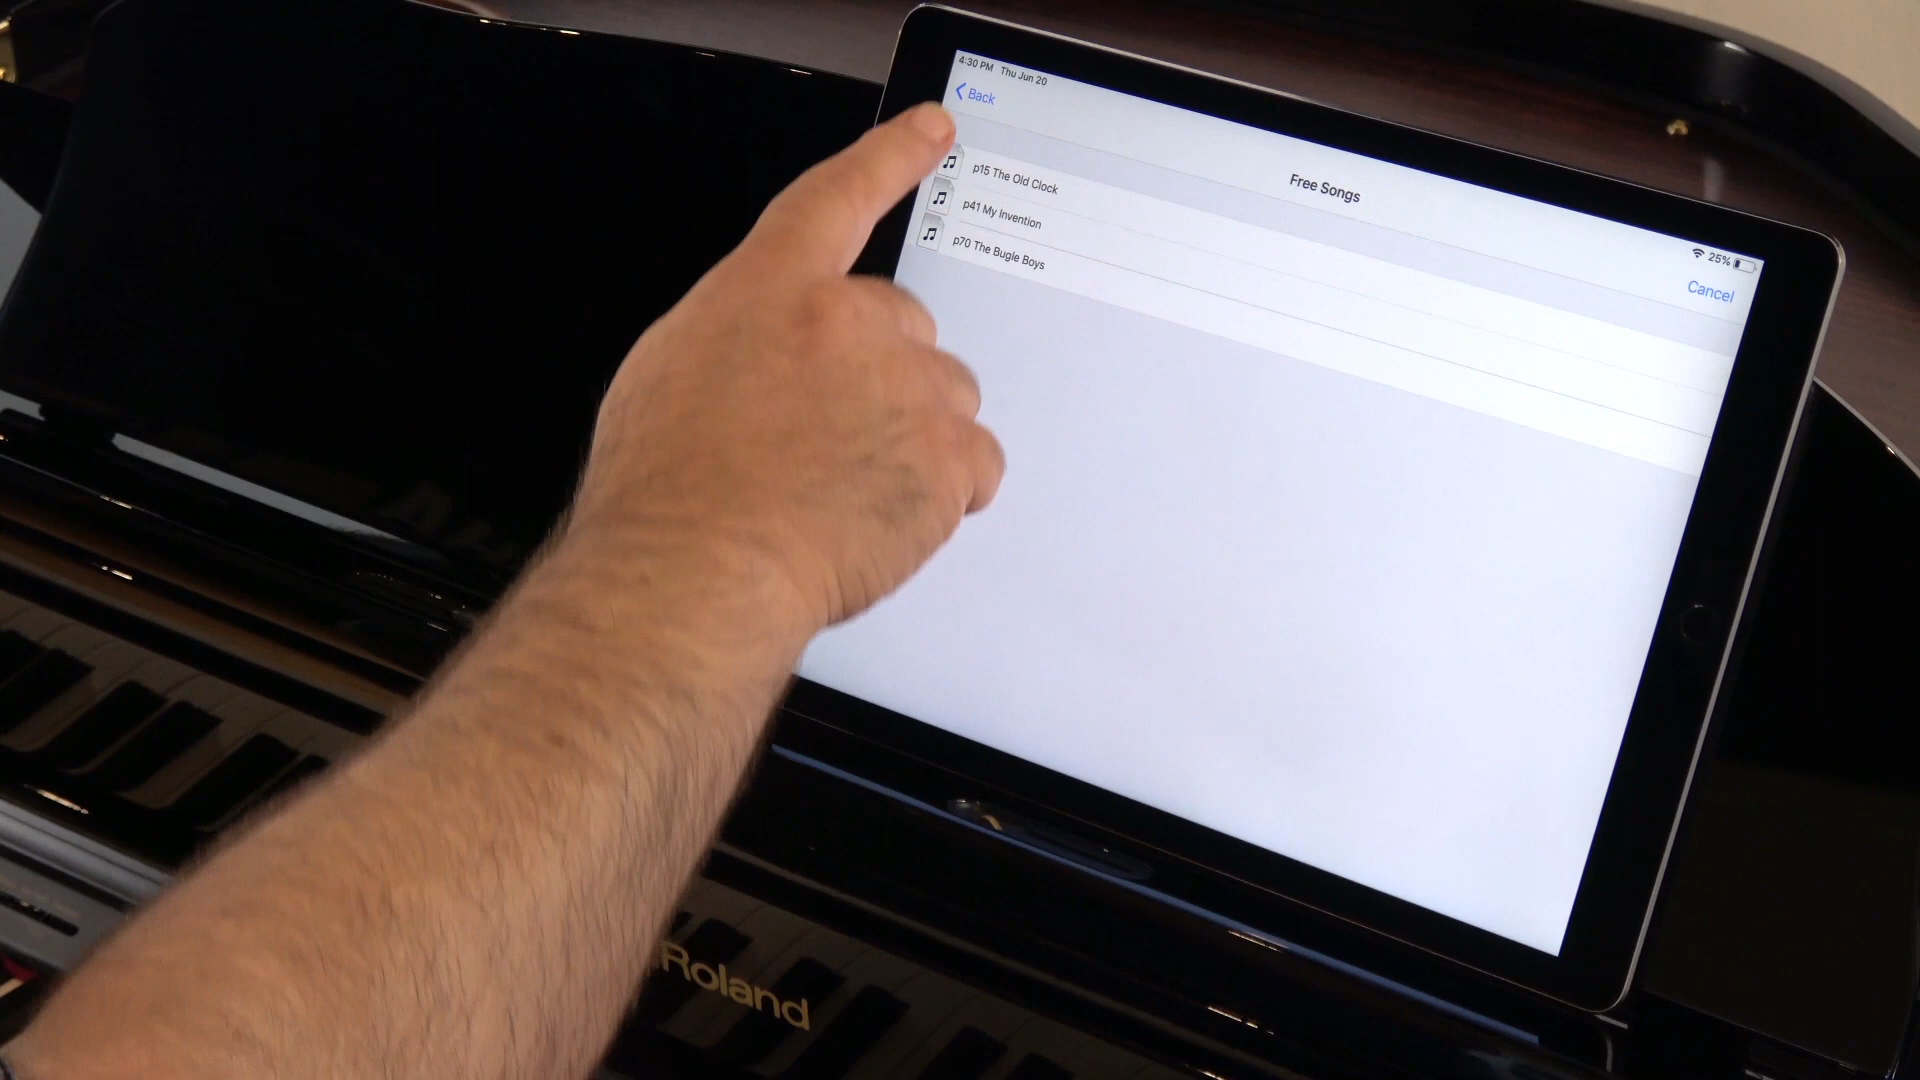 4:30 PM Thu Jun 20
25%
Back
Free Songs
Cancel
p15 The Old Clock
p41 My Invention
p70 The Bugle Boys
Roland